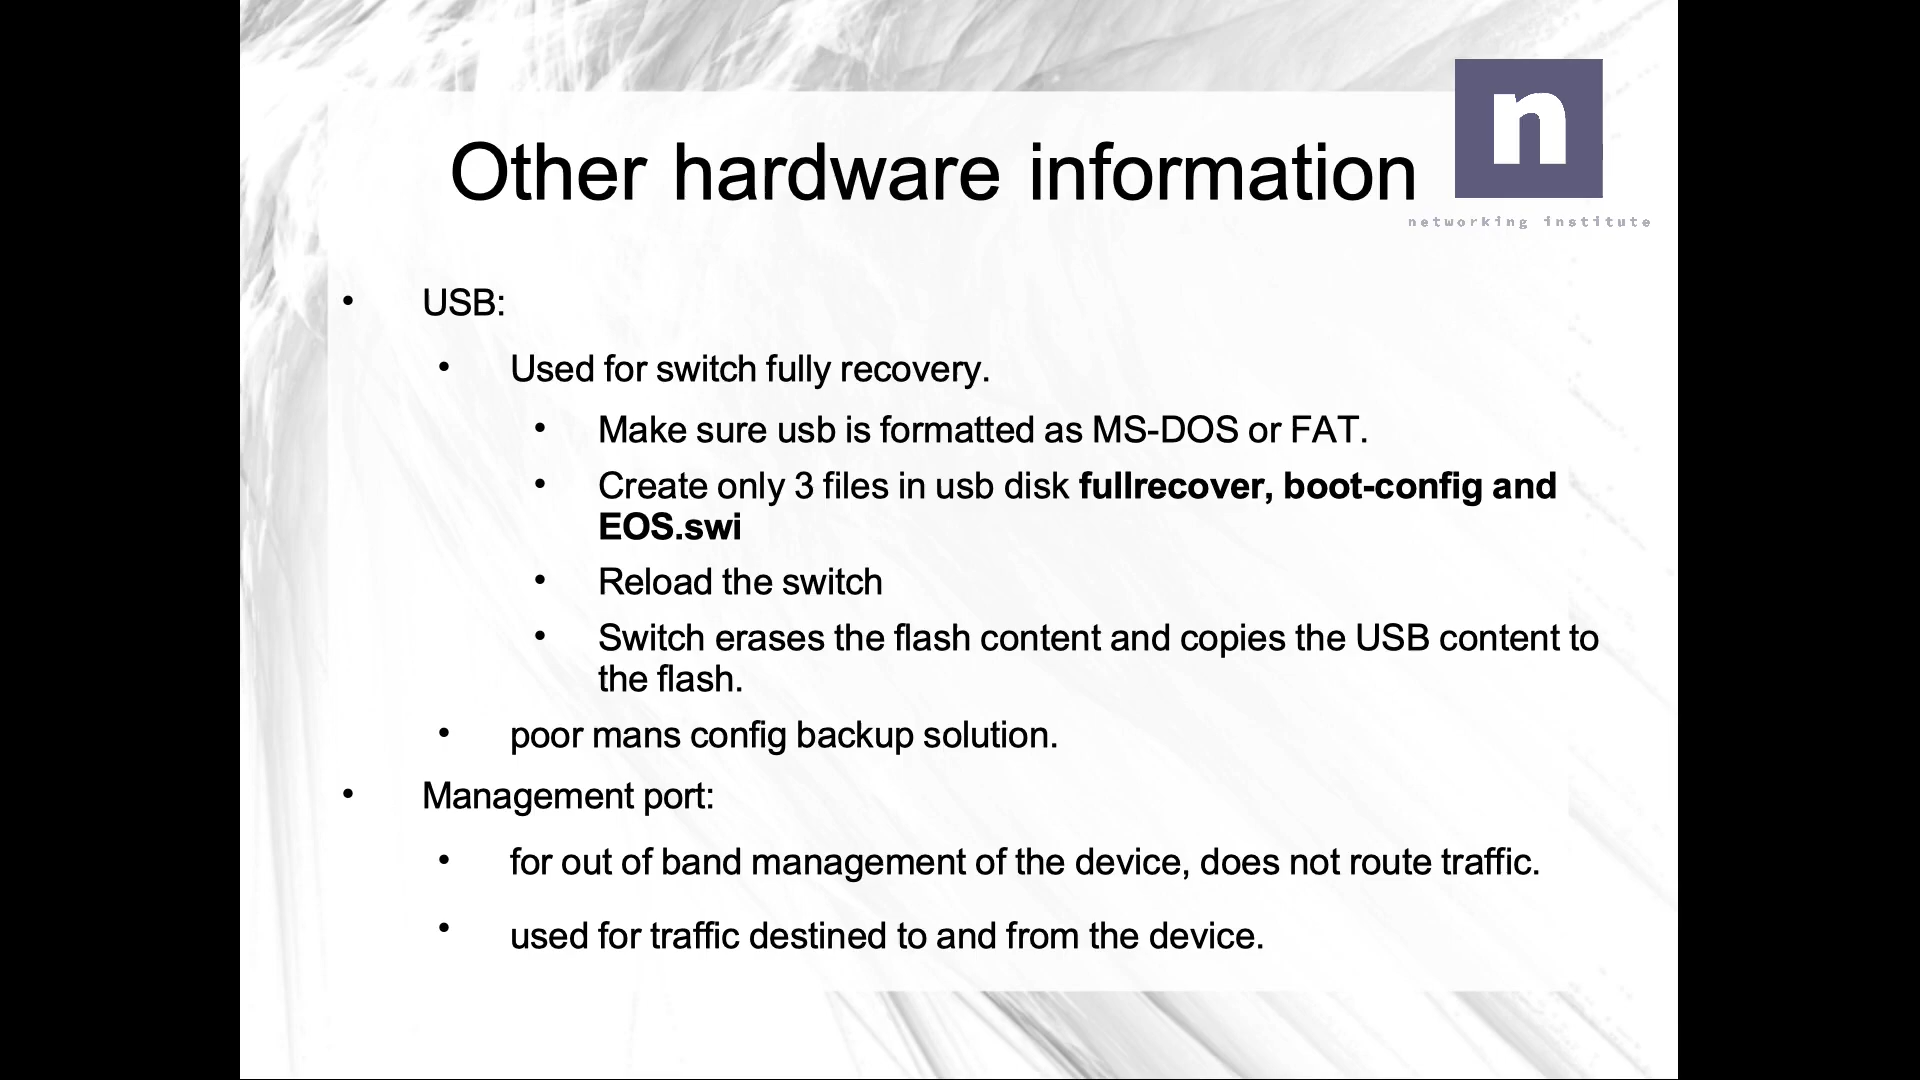 Other hardware information
n
networking institute
• USB:
• Used for switch fully recovery.
• Make sure usb is formatted as MS-DOS or FAT.
• Create only 3 files in usb disk fullrecover, boot-config and
EOS.swi
• Reload the switch
• Switch erases the flash content and copies the USB content to
the flash.
• poor mans config backup solution.
• Management port:
• for out of band management of the device, does not route traffic.
• used for traffic destined to and from the device.